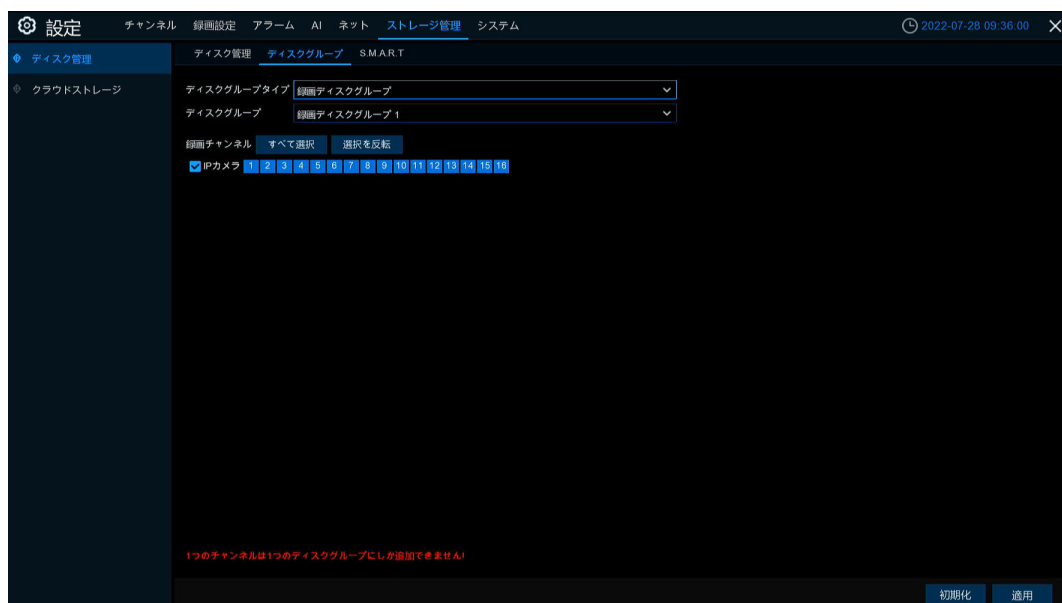 設定 チャンネル 録画設定 アラーム AI ネット ストレージ管理 システム 2022-07-28 09:36:00
ディスク管理 ディスク管理 ディスクグループ S.M.A.R.T
クラウドストレージ
ディスクグループタイプ 録画ディスクグループ
ディスクグループ 録画ディスクグループ 1
録画チャンネル すべて選択 選択を反転
IPカメラ 1 2 3 4 5 6 7 8 9 10 11 12 13 14 15 16
1つのチャンネルは1つのディスクグループにしか追加できません!
初期化 適用